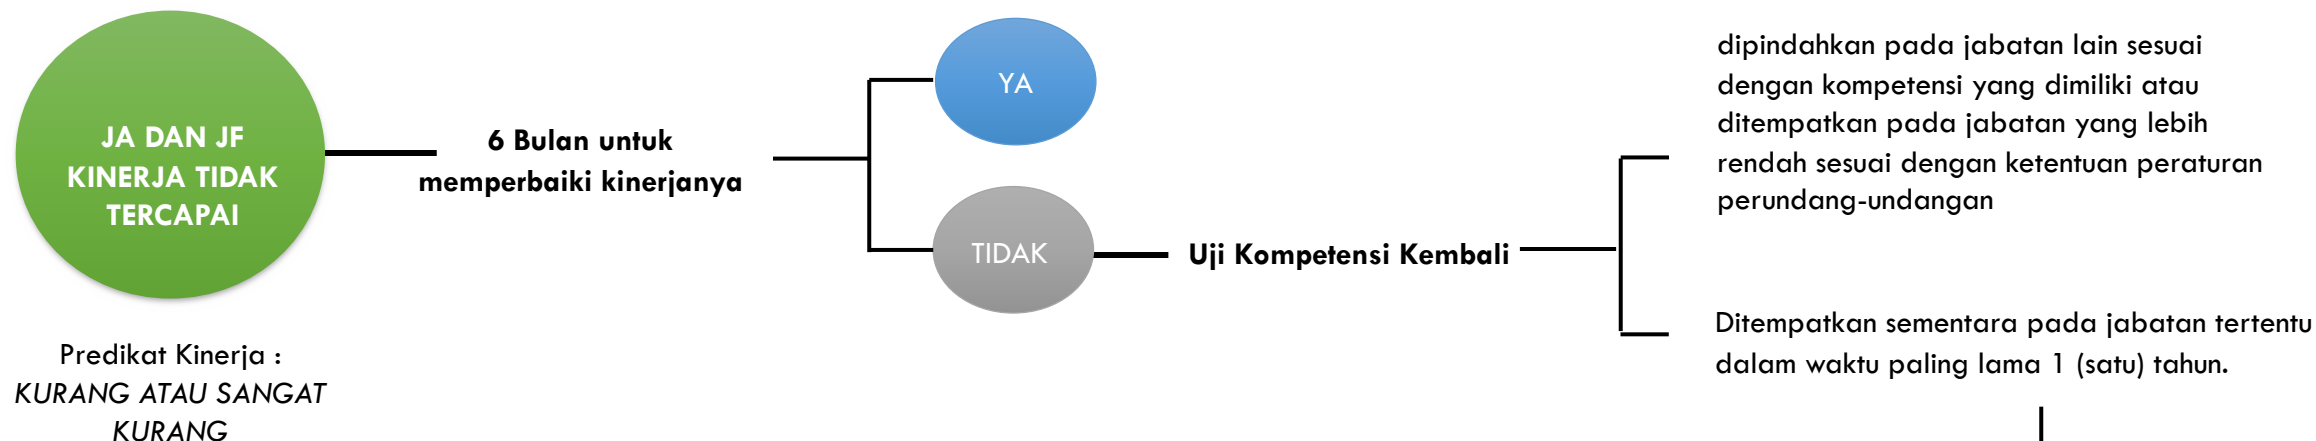 JA DAN JF
KINERJA TIDAK
TERCAPAI
Predikat Kinerja :
KURANG ATAU SANGAT
KURANG
6 Bulan untuk
memperbaiki kinerjanya
YA
TIDAK
Uji Kompetensi Kembali
dipindahkan pada jabatan lain sesuai
dengan kompetensi yang dimiliki atau
ditempatkan pada jabatan yang lebih
rendah sesuai dengan ketentuan peraturan
perundang-undangan
Ditempatkan sementara pada jabatan tertentu
dalam waktu paling lama 1 (satu) tahun.